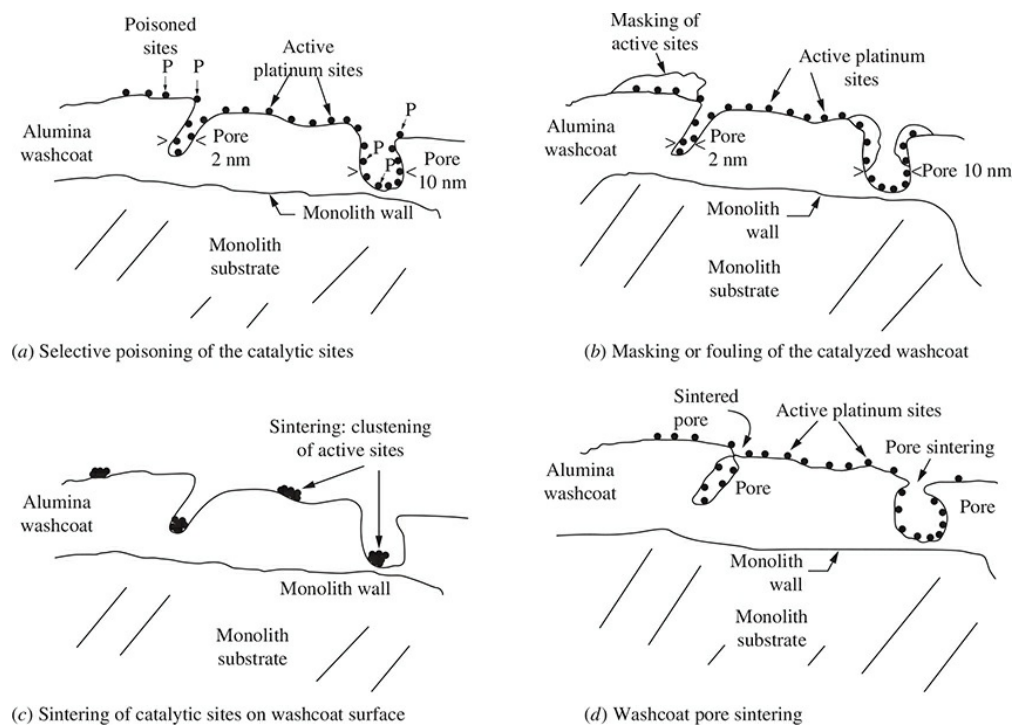 Poisoned
sites
P P
Active
platinum sites
P
Alumina
washcoat
> < Pore
2 nm
P
P
> < Pore
10 nm
Monolith wall
Monolith
substrate
(a) Selective poisoning of the catalytic sites
Masking of
active sites
Active platinum
sites
Alumina
washcoat
> < Pore
2 nm
> < Pore 10 nm
Monolith
wall
Monolith
substrate
(b) Masking or fouling of the catalyzed washcoat
Sintering: clustening
of active sites
Alumina
washcoat
Monolith wall
Monolith
substrate
(c) Sintering of catalytic sites on washcoat surface
Sintered
pore
Active platinum sites
Pore sintering
Alumina
washcoat
Pore
Pore
Monolith
wall
Monolith
substrate
(d) Washcoat pore sintering